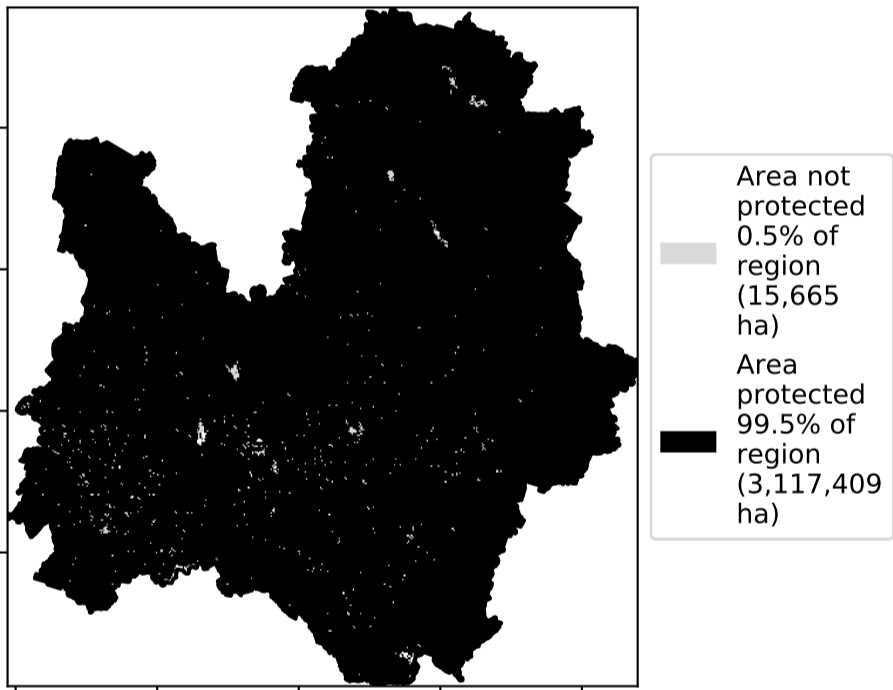 Area not
protected
0.5% of
region
(15,665
ha)
Area
protected
99.5% of
region
(3,117,409
ha)